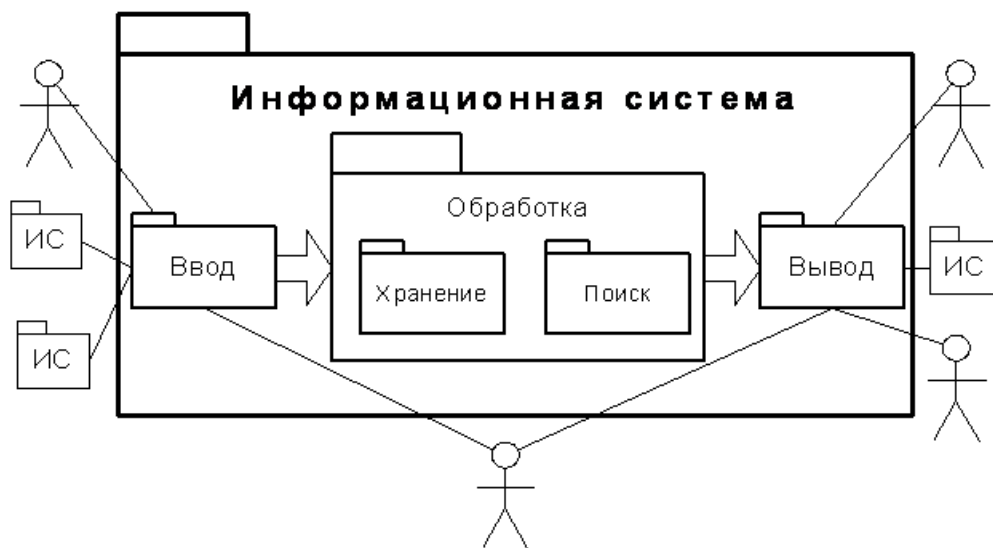 Информационная система
Обработка
ИС
Ввод
Хранение
Поиск
Вывод
ИС
ИС